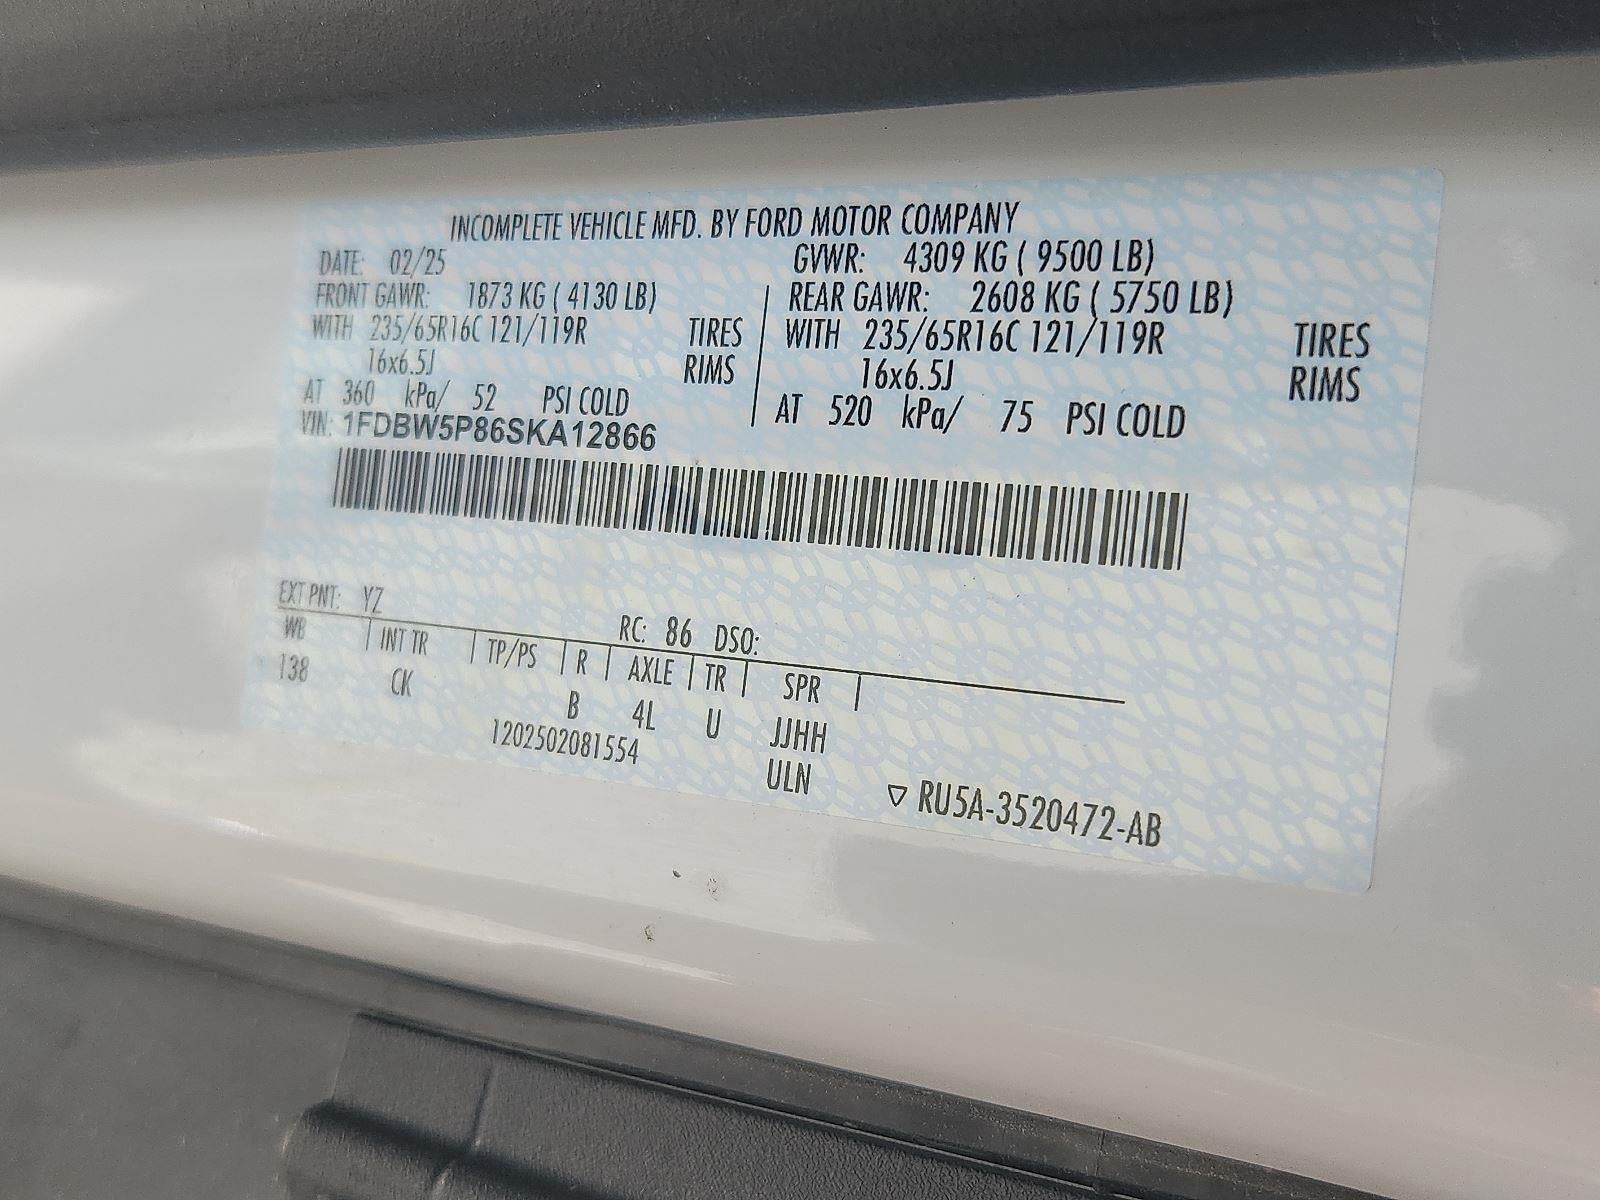 INCOMPLETE VEHICLE MFD. BY FORD MOTOR COMPANY
DATE: 02/25 GVWR: 4309 KG ( 9500 LB)
FRONT GAWR: 1873 KG ( 4130 LB) REAR GAWR: 2608 KG ( 5750 LB)
WITH 235/65R16C 121/119R TIRES WITH 235/65R16C 121/119R TIRES
16x6.5J RIMS 16x6.5J RIMS
AT 360 kPa/ 52 PSI COLD AT 520 kPa/ 75 PSI COLD
VIN: 1FDBW5P86SKA12866
EXT PNT: YZ RC: 86 DSO:
WB INT TR TP/PS R AXLE TR SPR
138 CK B 4L U JJHH
1202502081554 ULN
▽ RU5A-3520472-AB